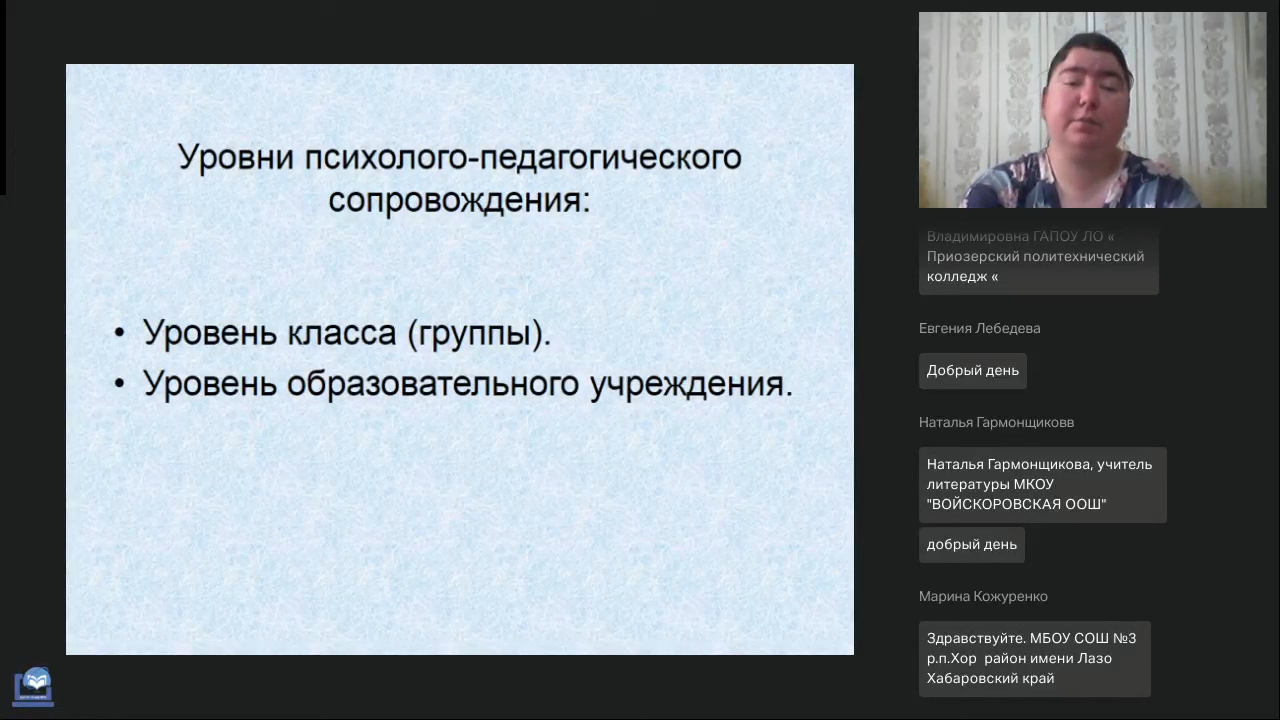 Уровни психолого-педагогического
сопровождения:
• Уровень класса (группы).
• Уровень образовательного учреждения.
Владимировна ГАПОУ ЛО «
Приозерский политехнический
колледж «
Евгения Лебедева
Добрый день
Наталья Гармонщиковв
Наталья Гармонщикова, учитель
литературы МКОУ
"ВОЙСКОРОВСКАЯ ООШ"
добрый день
Марина Кожуренко
Здравствуйте. МБОУ СОШ №3
р.п.Хор  район имени Лазо
Хабаровский край